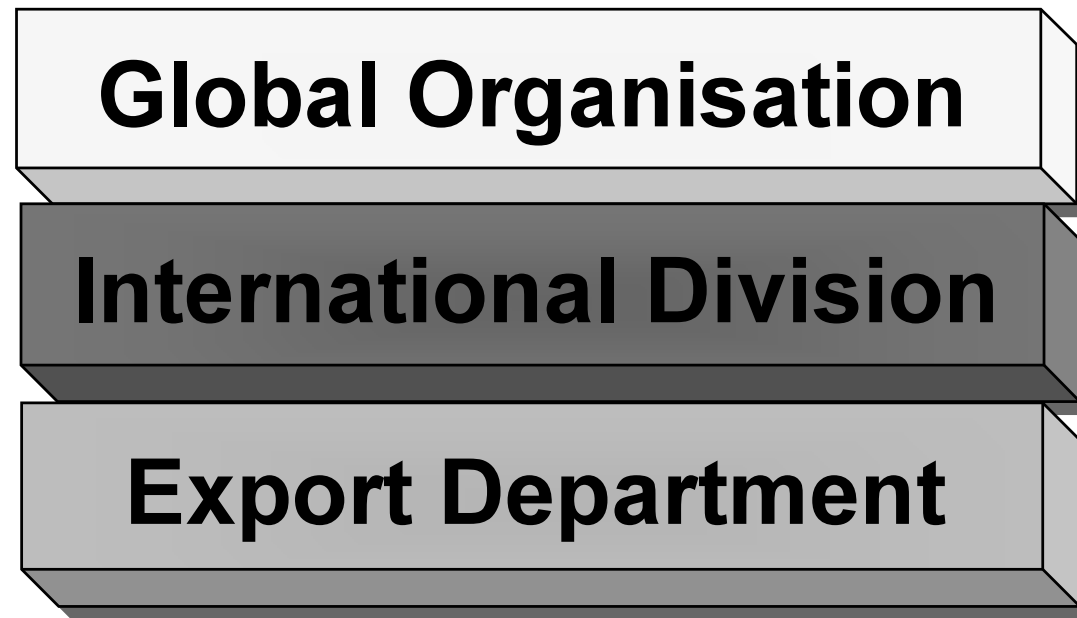 Global Organisation
International Division
Export Department